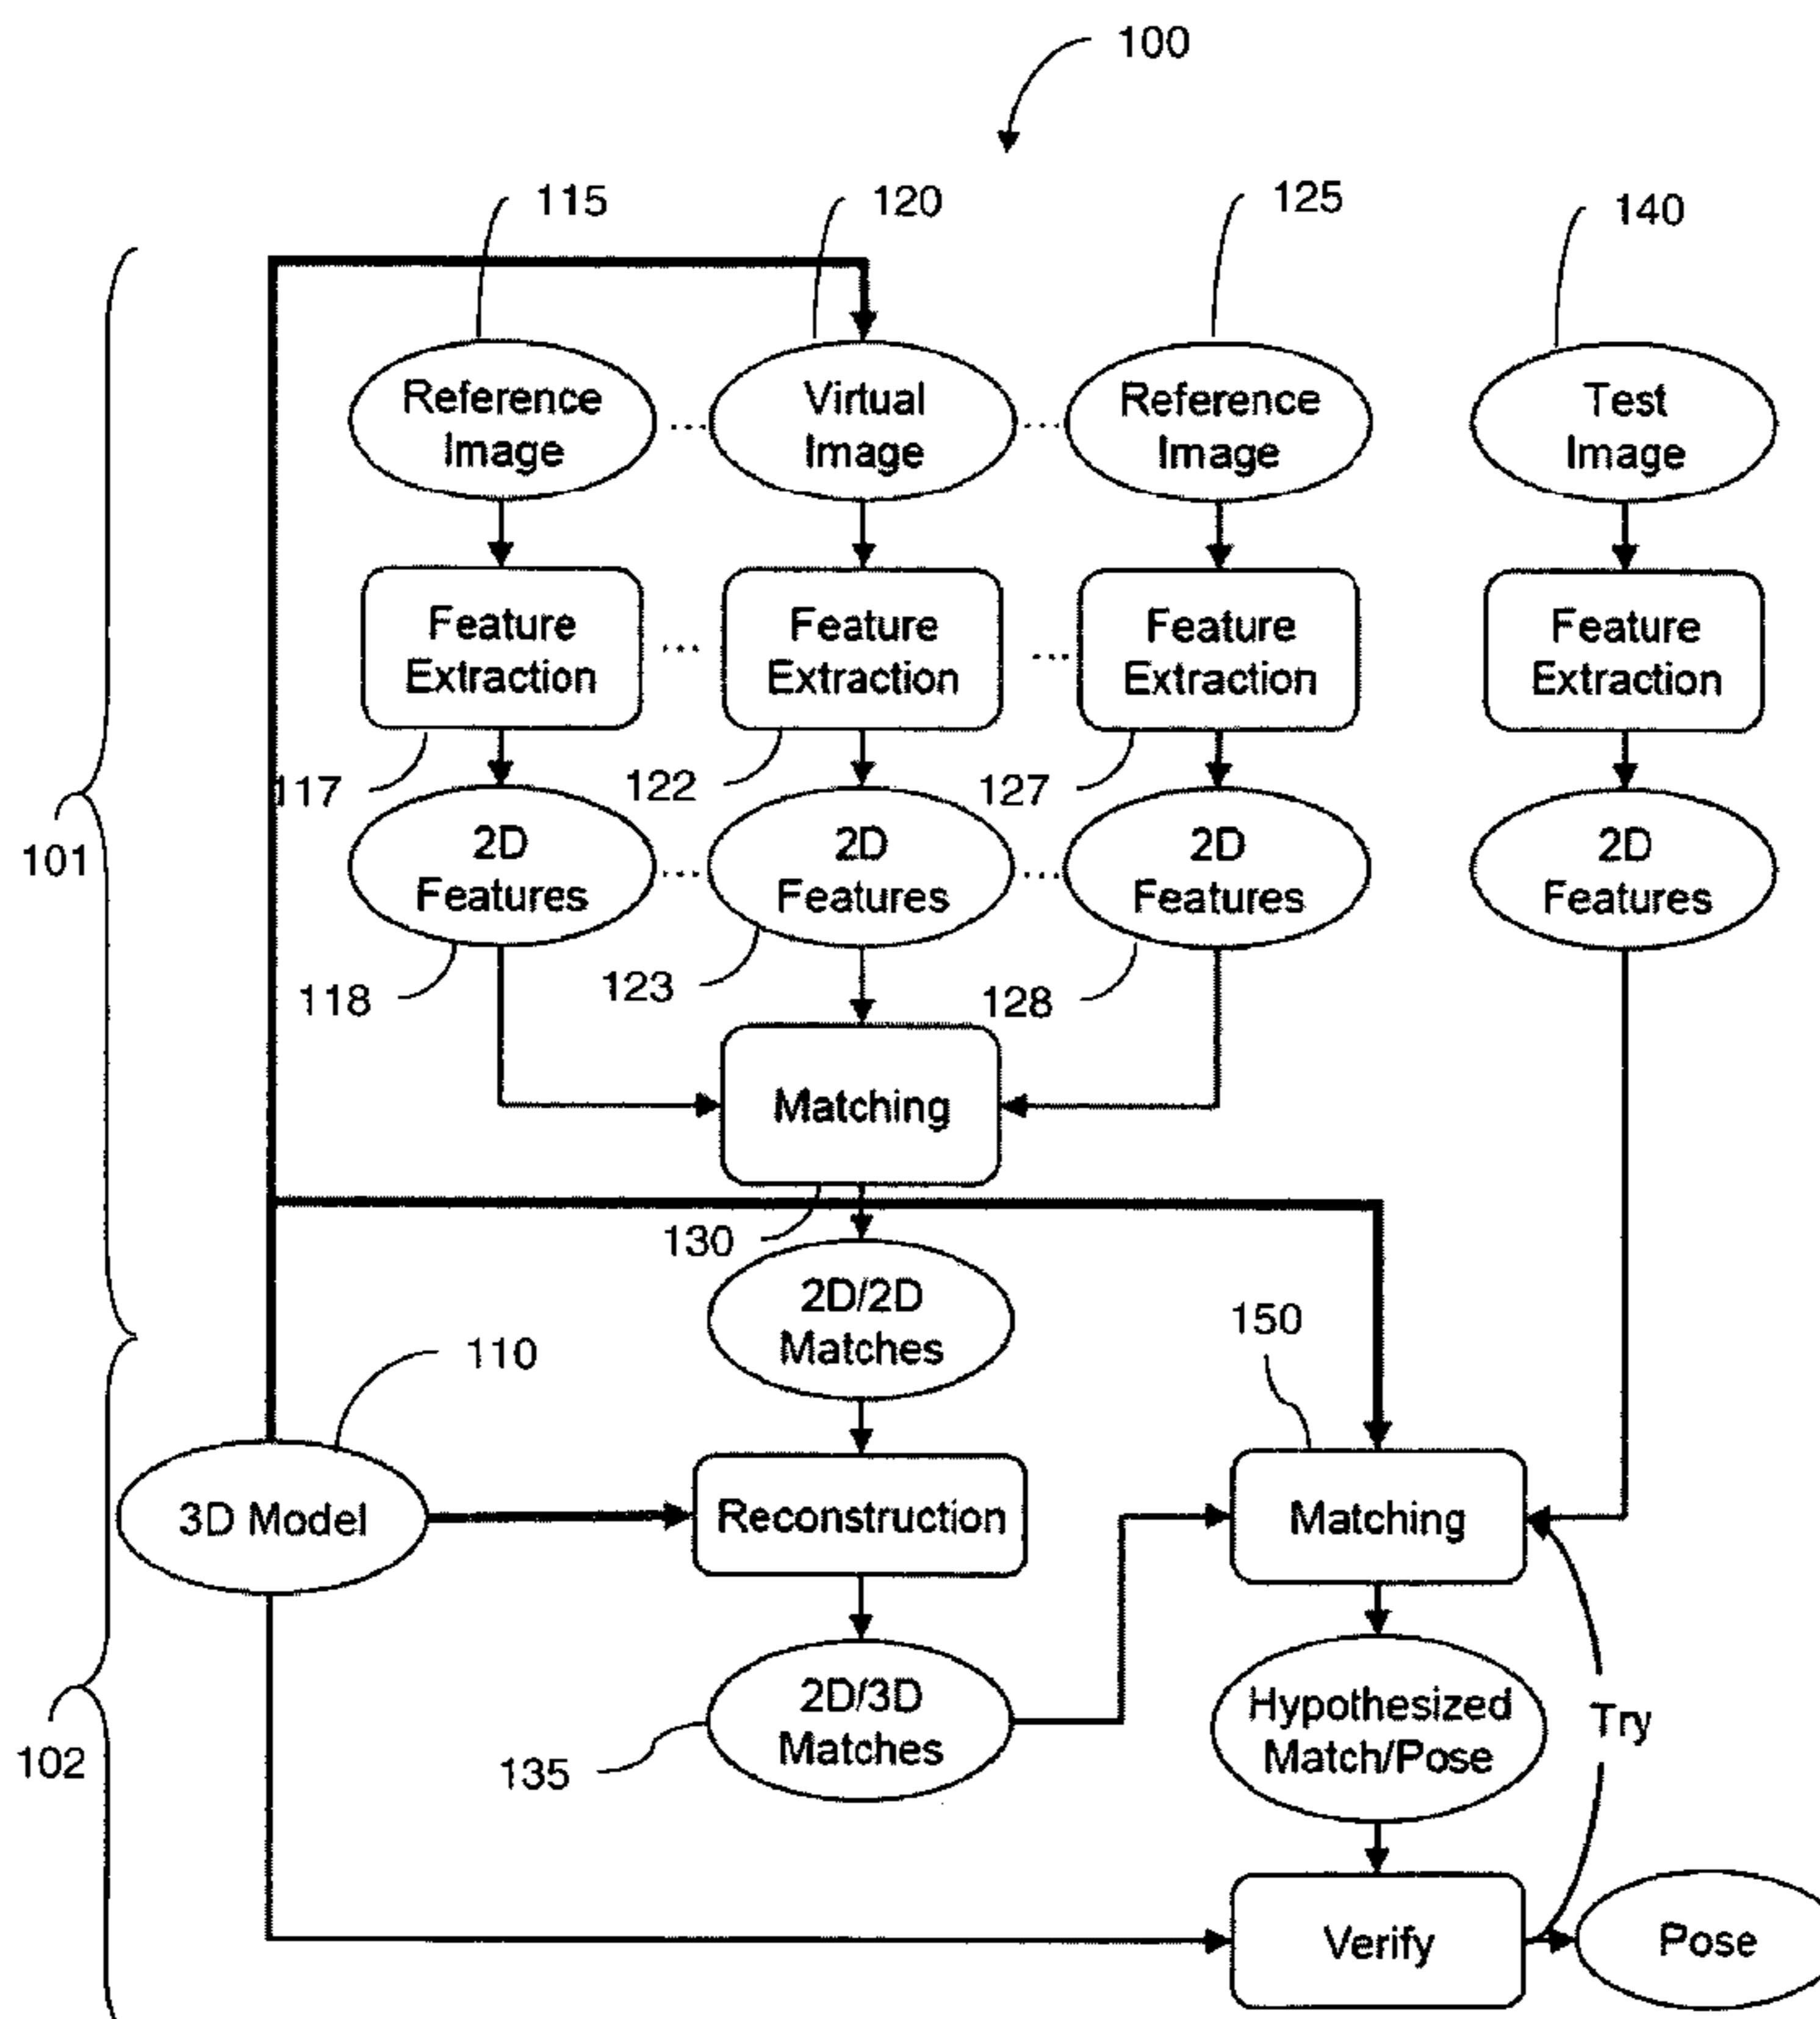 100
115
120
125
140
Reference
Image
Virtual
Image
Reference
Image
Test
Image
Feature
Extraction
Feature
Extraction
Feature
Extraction
Feature
Extraction
117
122
127
101
2D
Features
2D
Features
2D
Features
2D
Features
118
123
128
Matching
130
2D/2D
Matches
150
110
3D Model
Reconstruction
Matching
2D/3D
Matches
135
Hypothesized
Match/Pose
Try
102
Verify
Pose